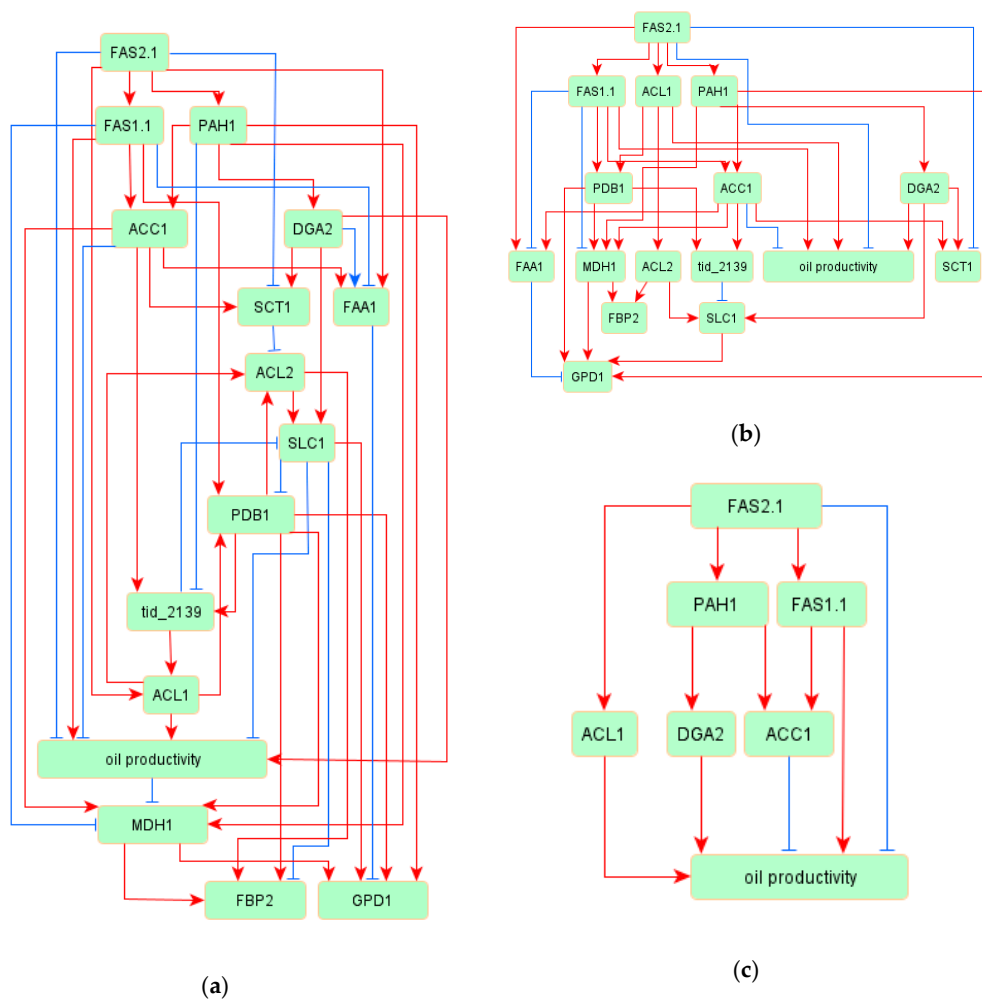 FAS2.1
FAS1.1
PAH1
ACC1
DGA2
SCT1
FAA1
ACL2
SLC1
PDB1
tid_2139
ACL1
oil productivity
MDH1
FBP2
GPD1
(a)
FAS2.1
FAS1.1
ACL1
PAH1
PDB1
ACC1
DGA2
FAA1
MDH1
ACL2
tid_2139
oil productivity
SCT1
FBP2
SLC1
GPD1
(b)
FAS2.1
PAH1
FAS1.1
ACL1
DGA2
ACC1
oil productivity
(c)